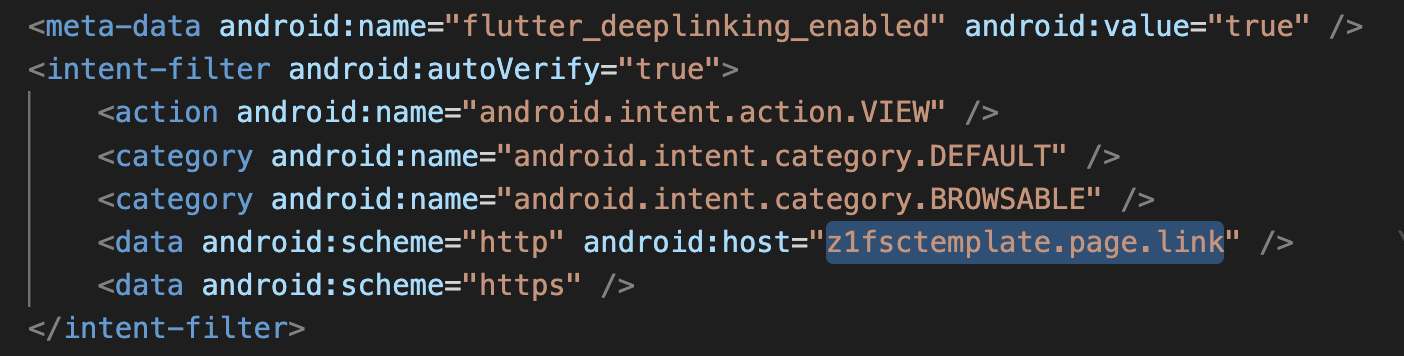 <meta-data android:name="flutter_deeplinking_enabled" android:value="true" />
<intent-filter android:autoVerify="true">
    <action android:name="android.intent.action.VIEW" />
    <category android:name="android.intent.category.DEFAULT" />
    <category android:name="android.intent.category.BROWSABLE" />
    <data android:scheme="http" android:host="z1fsctemplate.page.link" />
    <data android:scheme="https" />
</intent-filter>